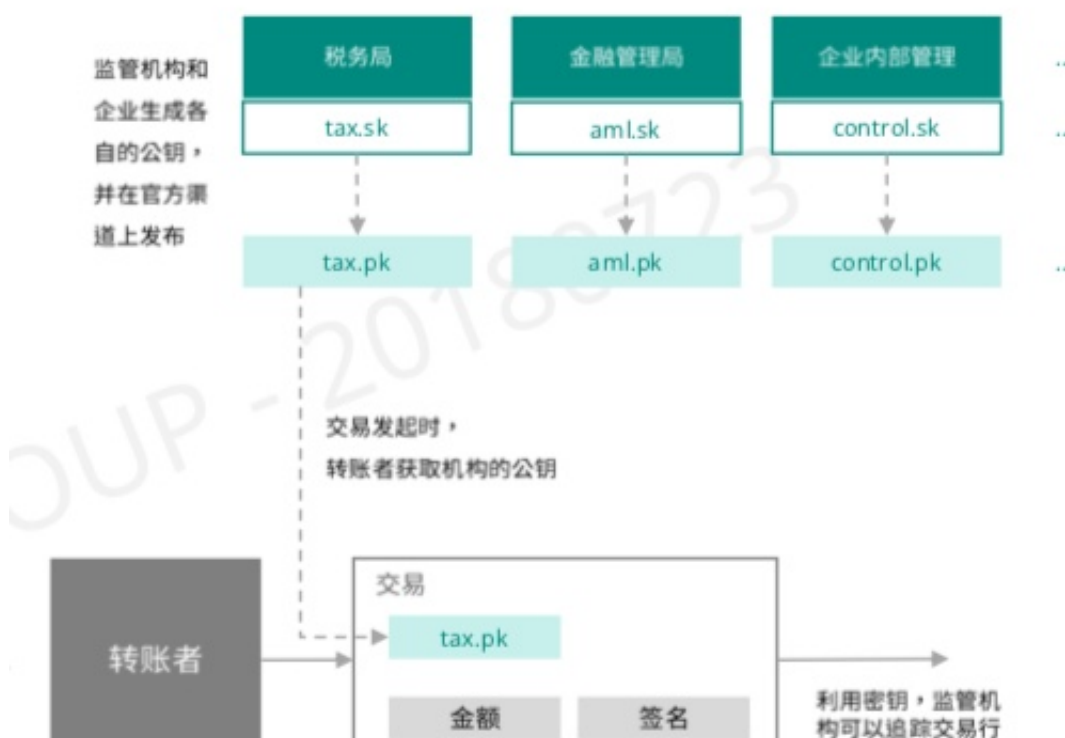 税务局
金融管理局
企业内部管理
..
监管机构和
企业生成各
自的公钥，
并在官方渠
道上发布
tax.sk
aml.sk
control.sk
..
tax.pk
aml.pk
control.pk
..
OUP - 20180723
交易发起时，
转账者获取机构的公钥
转账者
交易
tax.pk
金额
签名
利用密钥，监管机
构可以追踪交易行